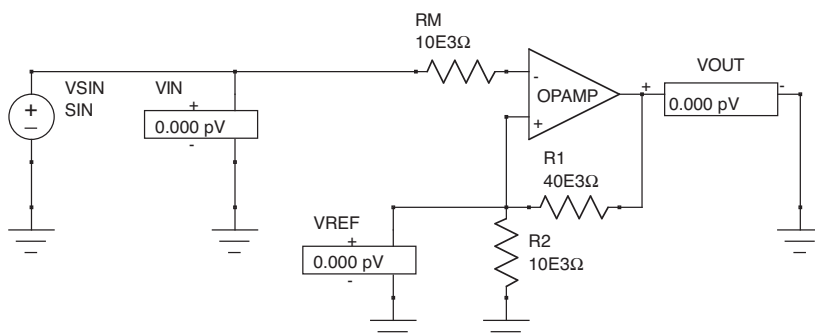 RM
10E3Ω
VSIN
SIN
+
−
VIN
+
0.000 pV
-
-
OPAMP
+
+
VOUT
-
0.000 pV
R1
40E3Ω
VREF
+
0.000 pV
-
R2
10E3Ω